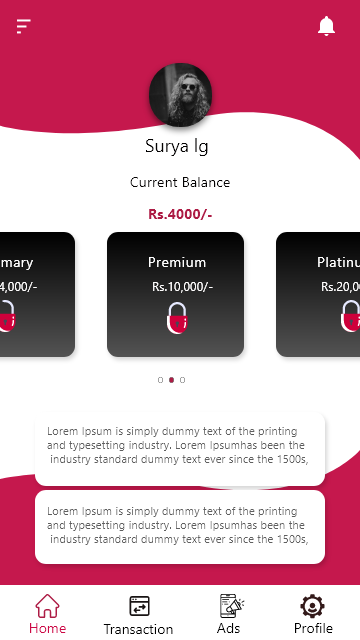 Surya lg
Current Balance
Rs.4000/-
mary
Premium
Platinu
4,000/-
Rs.10,000/-
Rs.20,00
Lorem Ipsum is simply dummy text of the printing
and typesetting industry. Lorem Ipsumhas been the
industry standard dummy text ever since the 1500s,
Lorem Ipsum is simply dummy text of the printing
and typesetting industry. Lorem Ipsumhas been the
industry standard dummy text ever since the 1500s,
Home
Transaction
Ads
Profile